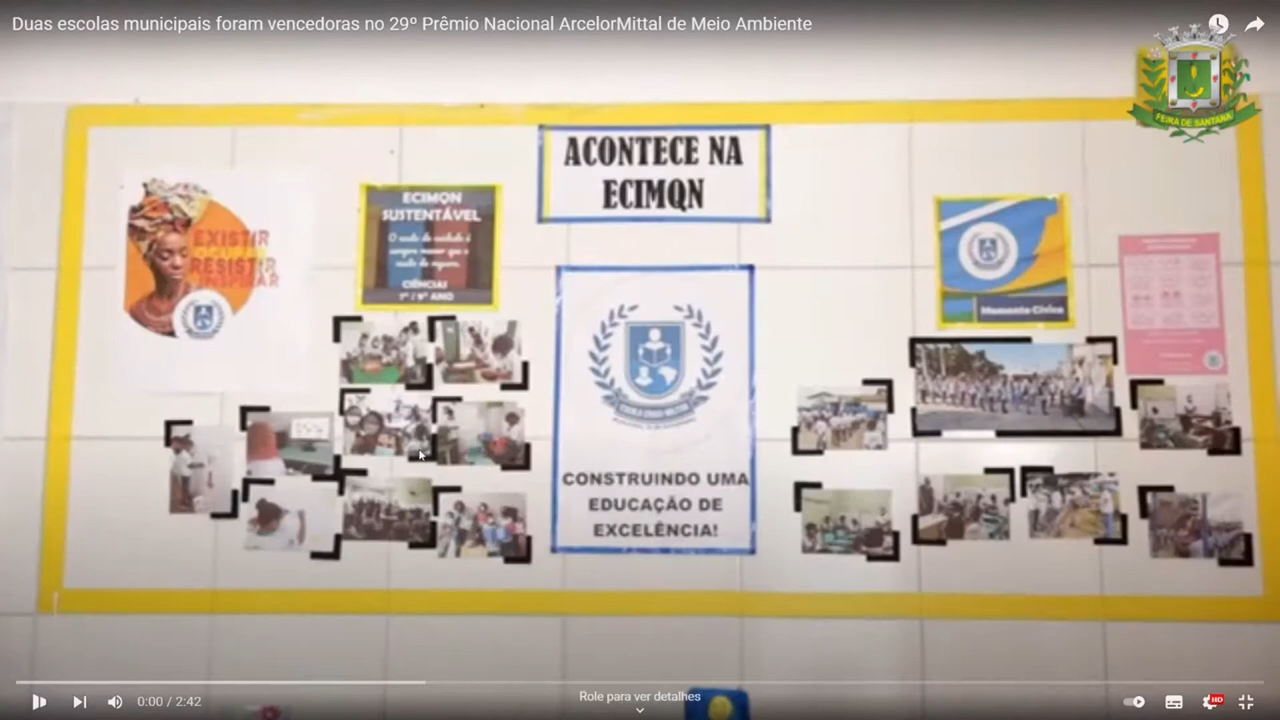 Duas escolas municipais foram vencedoras no 29º Prêmio Nacional ArcelorMittal de Meio Ambiente
FEIRA DE SANTANA
ACONTECE NA
ECIMQN
EXISTIR
RESISTIR
ECIMQN
SUSTENTÁVEL
CIÊNCIAS
Momento Cívico
CONSTRUINDO UMA
EDUCAÇÃO DE
EXCELÊNCIA!
0:00 / 2:42
Role para ver detalhes
HD